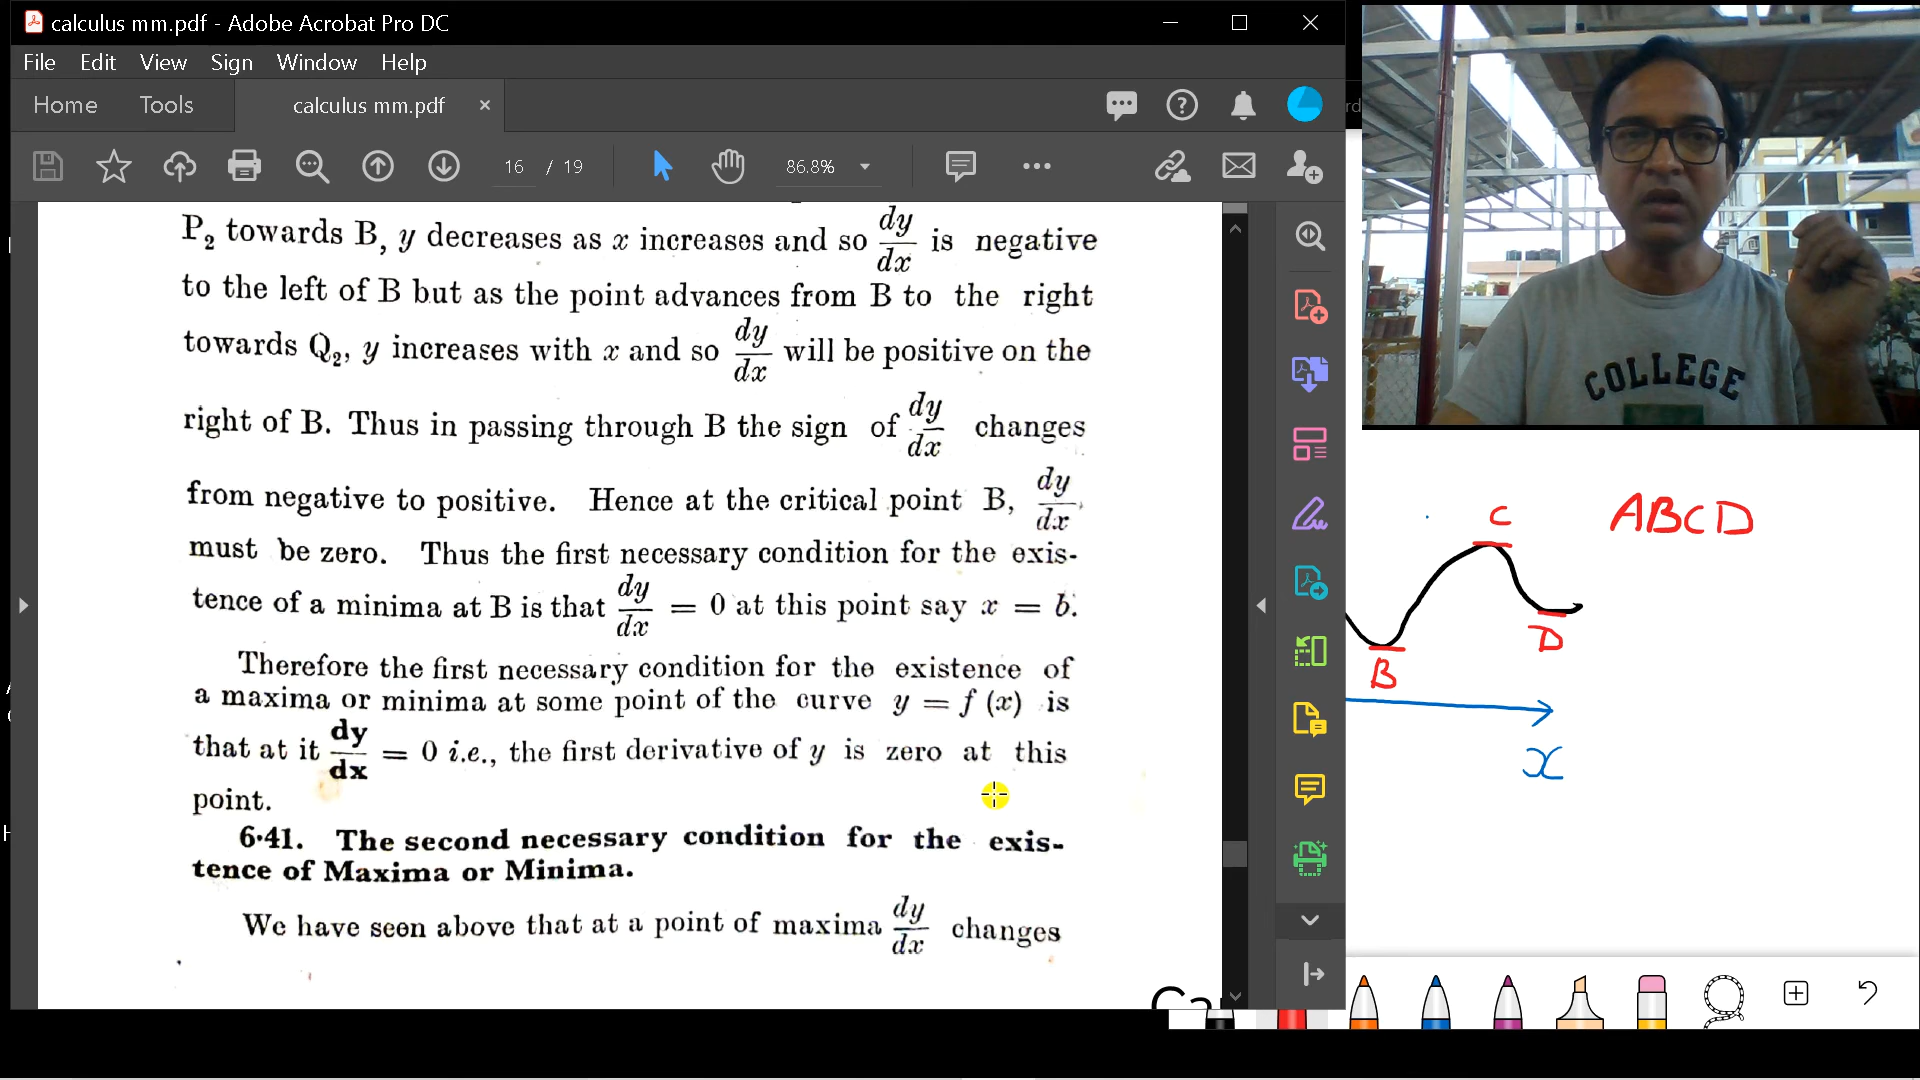 calculus mm.pdf - Adobe Acrobat Pro DC
File Edit View Sign Window Help
Home Tools calculus mm.pdf ×
16 / 19 86.8%
P₂ towards B, y decreases as x increases and so dy/dx is negative
to the left of B but as the point advances from B to the right
towards Q₂, y increases with x and so dy/dx will be positive on the
right of B. Thus in passing through B the sign of dy/dx changes
from negative to positive. Hence at the critical point B, dy/dx
must be zero. Thus the first necessary condition for the exis-
tence of a minima at B is that dy/dx = 0 at this point say x = b.
Therefore the first necessary condition for the existence of
a maxima or minima at some point of the curve y = f (x) is
that at it dy/dx = 0 i.e., the first derivative of y is zero at this
point.
6·41. The second necessary condition for the exis-
tence of Maxima or Minima.
We have seen above that at a point of maxima dy/dx changes
COLLEGE
C
ABCD
D
B
x